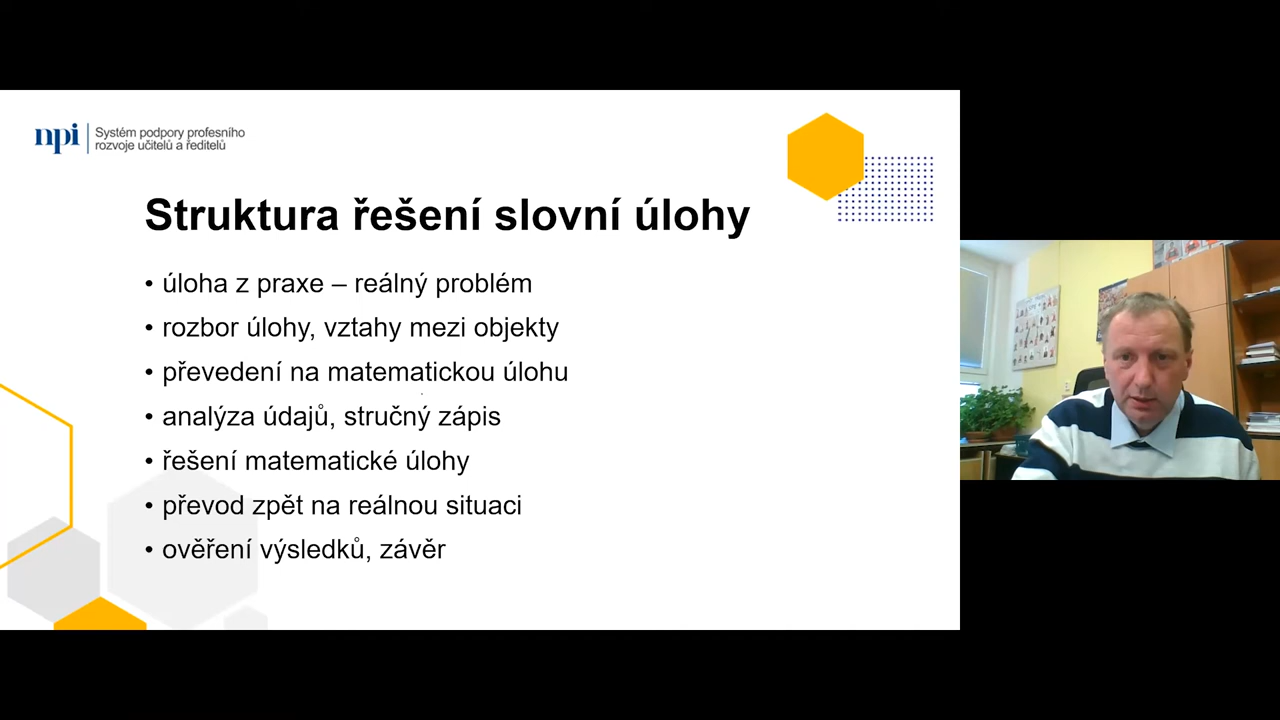 npi
Systém podpory profesního
rozvoje učitelů a ředitelů
Struktura řešení slovní úlohy
• úloha z praxe – reálný problém
• rozbor úlohy, vztahy mezi objekty
• převedení na matematickou úlohu
• analýza údajů, stručný zápis
• řešení matematické úlohy
• převod zpět na reálnou situaci
• ověření výsledků, závěr